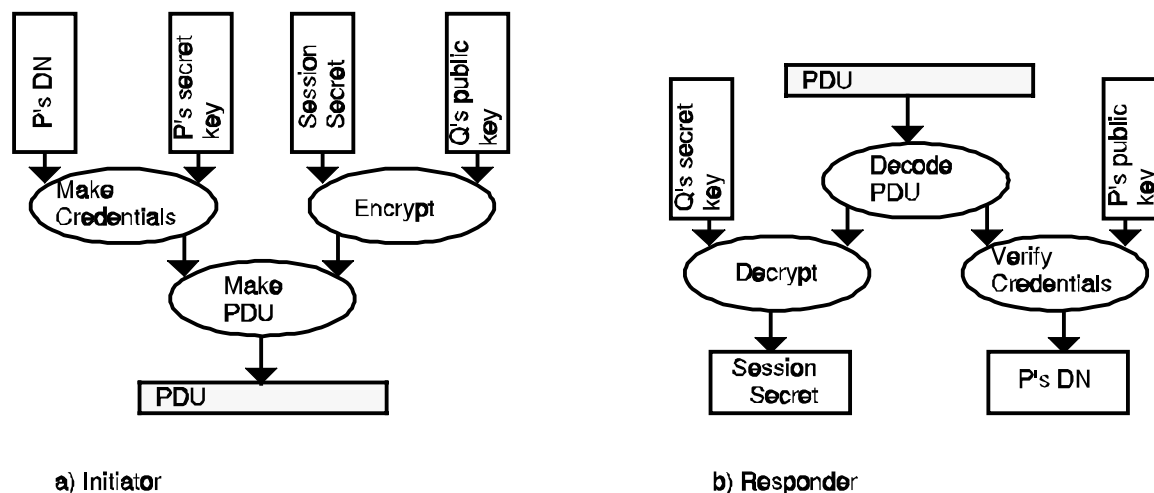 P's DN
P's secret
key
Session
Secret
Q's public
key
Make
Credentials
Encrypt
Make
PDU
PDU
a) Initiator
PDU
Q's secret
key
Decode
PDU
P's public
key
Decrypt
Verify
Credentials
Session
Secret
P's DN
b) Responder